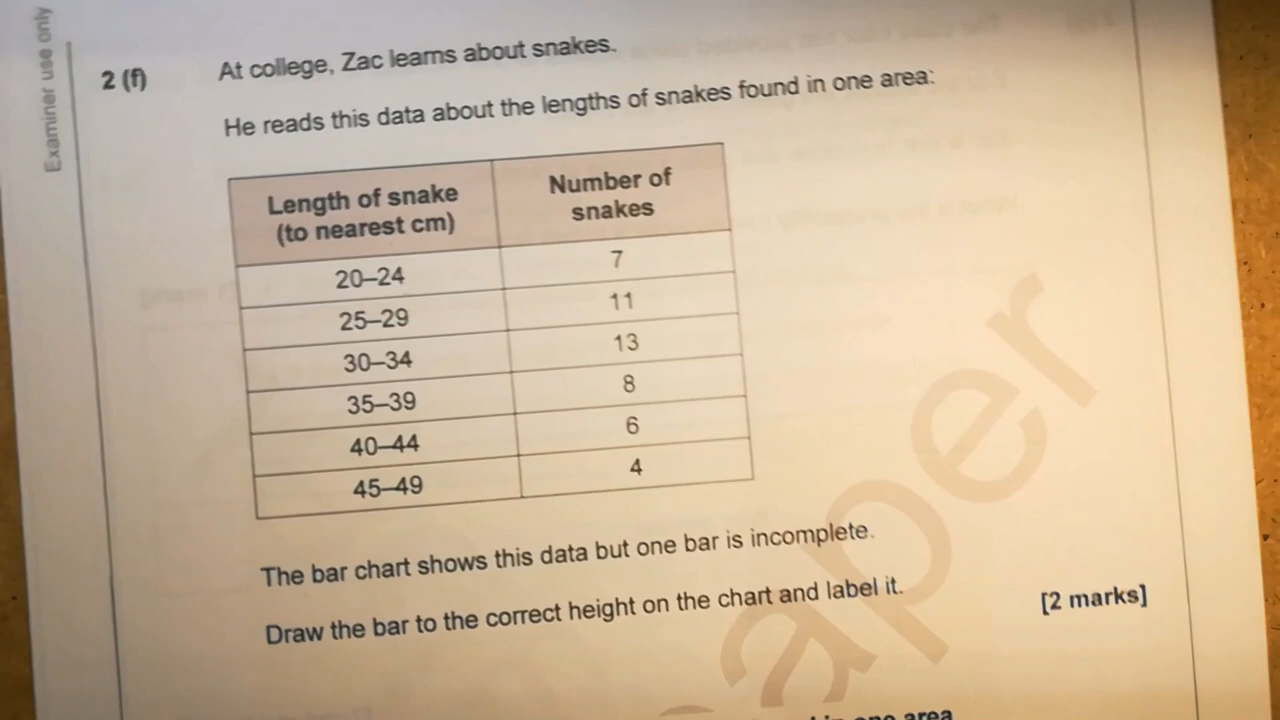 Examiner use only
2 (f)
At college, Zac learns about snakes.
He reads this data about the lengths of snakes found in one area:
Length of snake (to nearest cm) Number of snakes
20–24 7
25–29 11
30–34 13
35–39 8
40–44 6
45–49 4
The bar chart shows this data but one bar is incomplete.
Draw the bar to the correct height on the chart and label it.
[2 marks]
aper
in one area